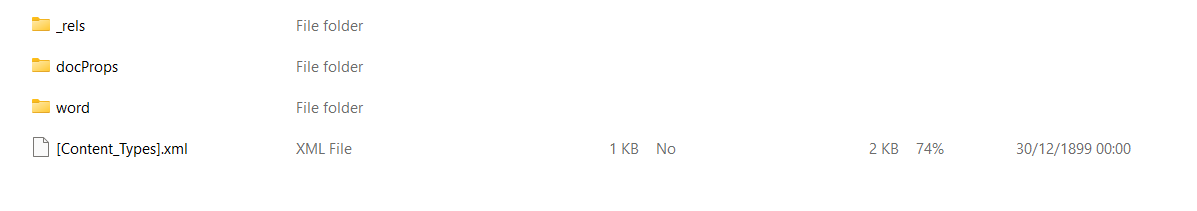 _rels File folder
docProps File folder
word File folder
[Content_Types].xml XML File 1 KB No 2 KB 74% 30/12/1899 00:00